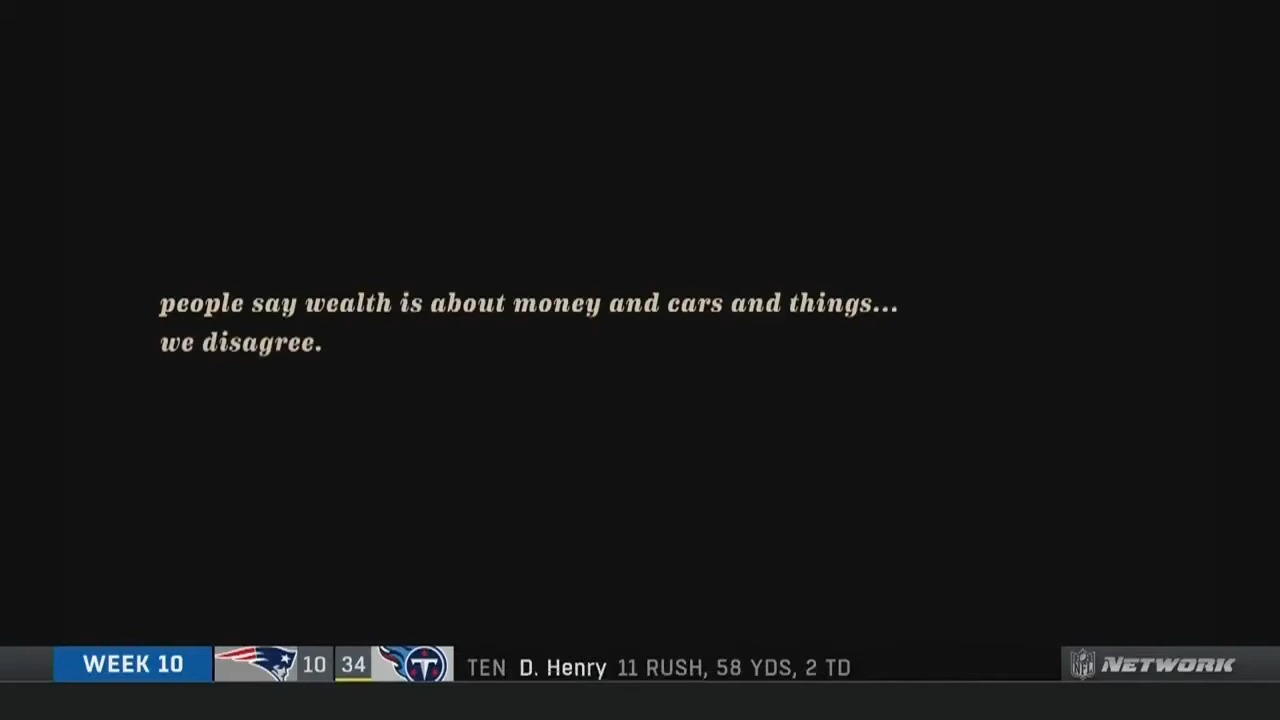 people say wealth is about money and cars and things...
we disagree.
WEEK 10 10 34 T TEN D. Henry 11 RUSH, 58 YDS, 2 TD NFL NETWORK